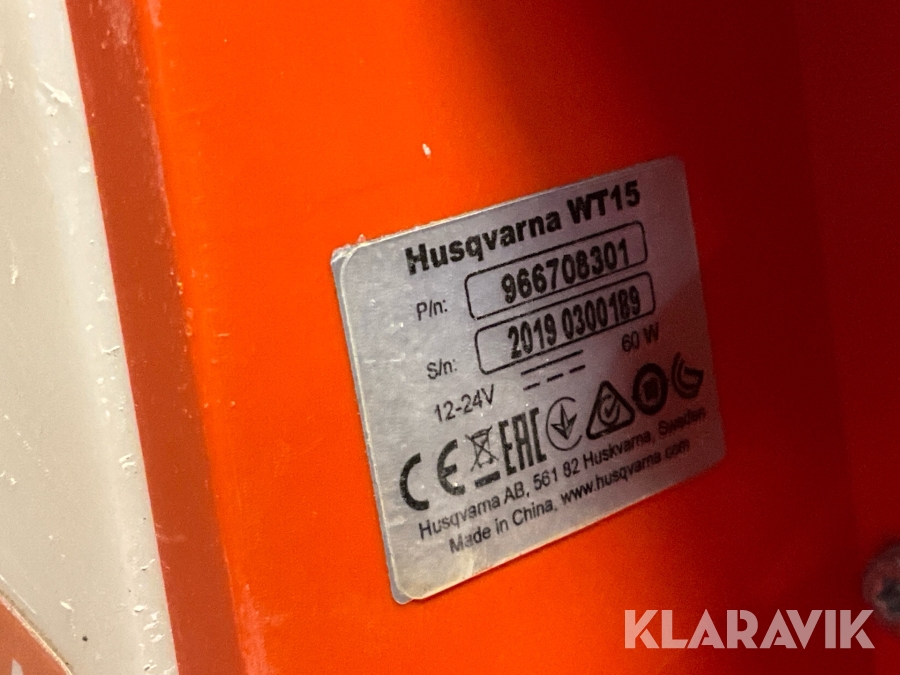 Husqvarna WT15
P/n: 966708301
S/n: 2019 0300189
12-24V 60 W
CE EAC
Husqvarna AB, 561 82 Huskvarna, Sweden
Made in China, www.husqvarna.com
KLARAVIK